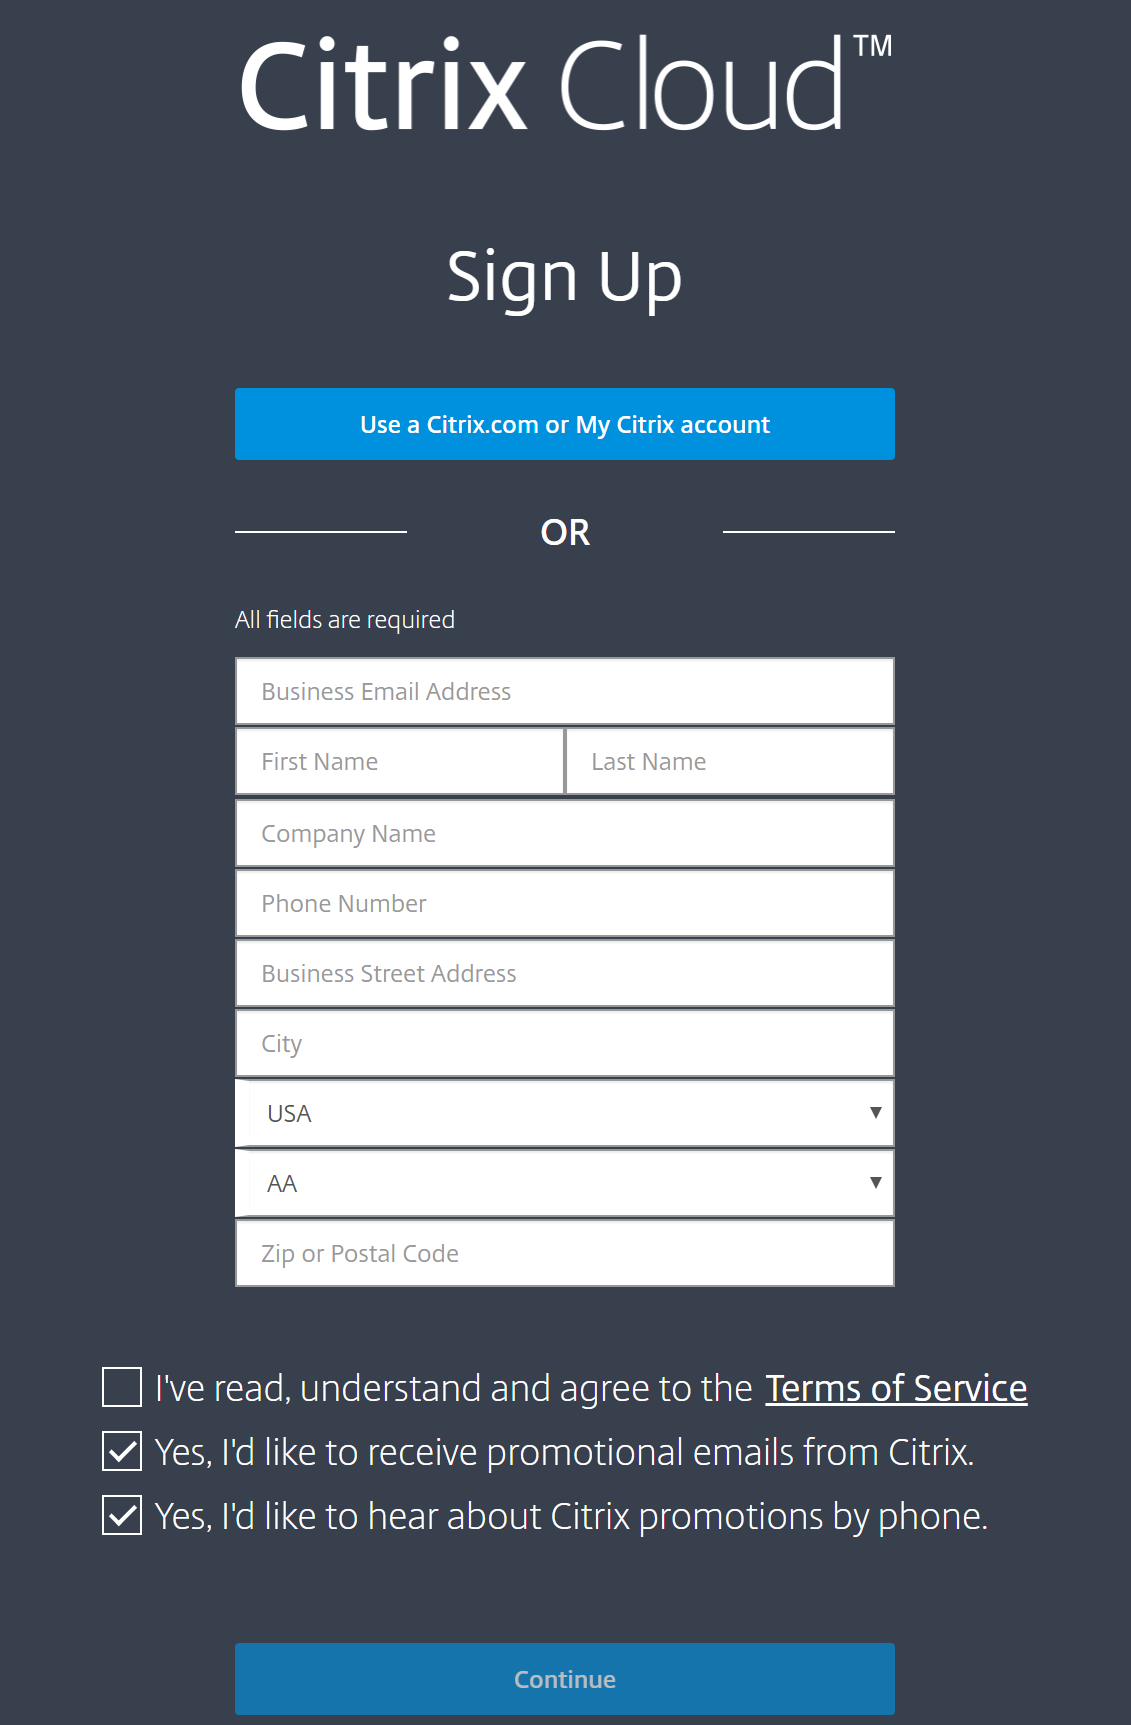 Citrix Cloud™
Sign Up
Use a Citrix.com or My Citrix account
OR
All fields are required
Business Email Address
First Name Last Name
Company Name
Phone Number
Business Street Address
City
USA
AA
Zip or Postal Code
I've read, understand and agree to the Terms of Service
Yes, I'd like to receive promotional emails from Citrix.
Yes, I'd like to hear about Citrix promotions by phone.
Continue